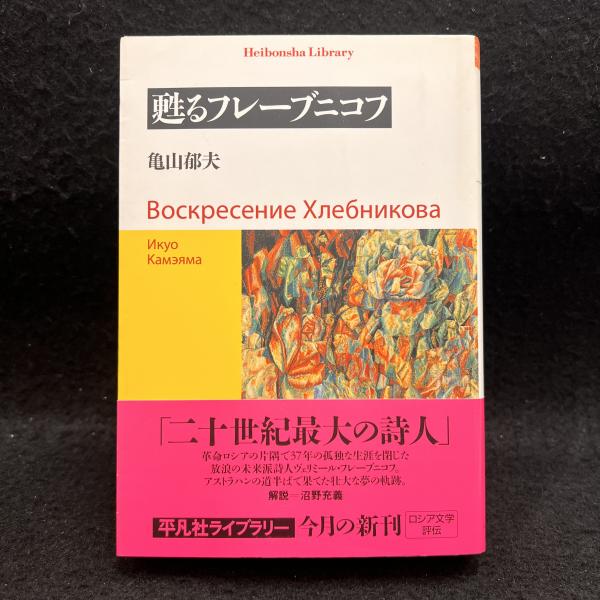 Heibonsha Library
甦るフレーブニコフ
亀山郁夫
Воскресение Хлебникова
Икуо
Камэяма
「二十世紀最大の詩人」
革命ロシアの片隅で37年の孤独な生涯を閉じた
放浪の未来派詩人ヴェリミール・フレーブニコフ。
アストラハンの道半ばで果てた壮大な夢の軌跡。
解説=沼野充義
平凡社ライブラリー 今月の新刊
ロシア文学
評伝